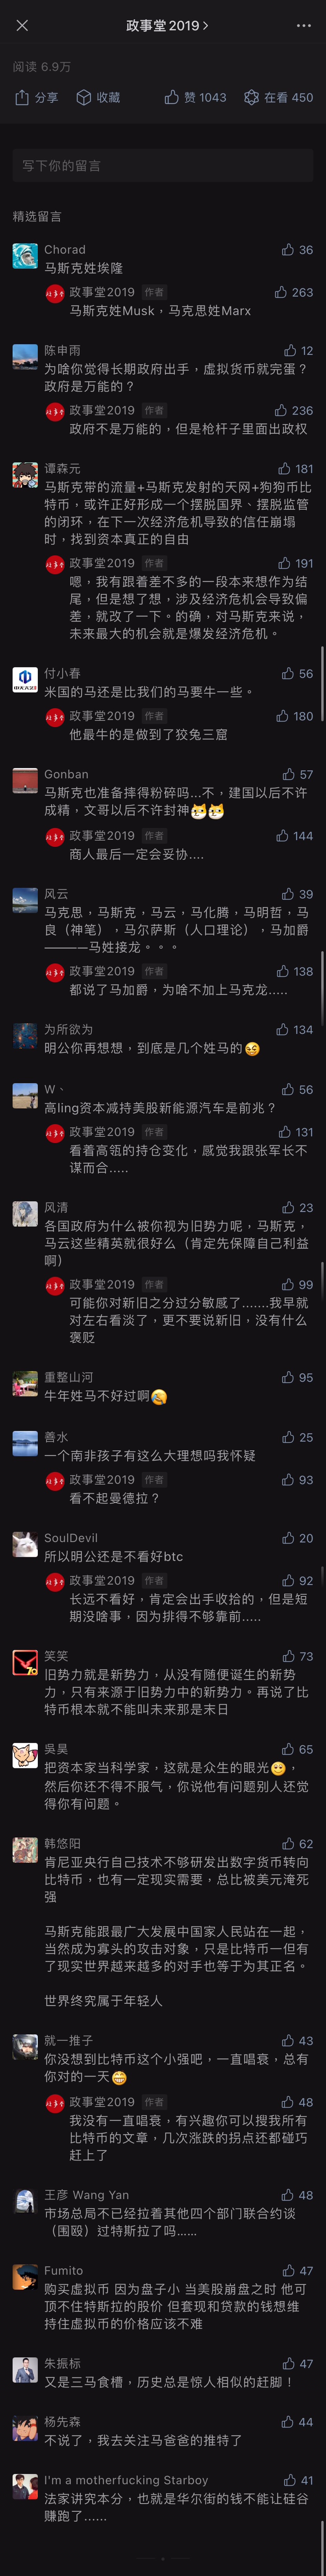 政事堂2019
阅读 6.9万
分享 收藏 赞 1043 在看 450
写下你的留言
精选留言
Chorad 36
马斯克姓埃隆
政事堂2019 作者 263
马斯克姓Musk，马克思姓Marx
陈申雨 12
为啥你觉得长期政府出手，虚拟货币就完蛋？
政府是万能的？
政事堂2019 作者 236
政府不是万能的，但是枪杆子里面出政权
谭森元 181
马斯克带的流量+马斯克发射的天网+狗狗币比
特币，或许正好形成一个摆脱国界、摆脱监管
的闭环，在下一次经济危机导致的信任崩塌
时，找到资本真正的自由
政事堂2019 作者 191
嗯，我有跟着差不多的一段本来想作为结
尾，但是想了想，涉及经济危机会导致偏
差，就改了一下。的确，对马斯克来说，
未来最大的机会就是爆发经济危机。
付小春 56
米国的马还是比我们的马要牛一些。
政事堂2019 作者 180
他最牛的是做到了狡兔三窟
Gonban 57
马斯克也准备摔得粉碎吗...不，建国以后不许
成精，文哥以后不许封神
政事堂2019 作者 144
商人最后一定会妥协....
风云 39
马克思，马斯克，马云，马化腾，马明哲，马
良（神笔），马尔萨斯（人口理论），马加爵
————马姓接龙。。。
政事堂2019 作者 138
都说了马加爵，为啥不加上马克龙.....
为所欲为 134
明公你再想想，到底是几个姓马的
W、 56
高ling资本减持美股新能源汽车是前兆？
政事堂2019 作者 131
看着高瓴的持仓变化，感觉我跟张军长不
谋而合.....
风清 23
各国政府为什么被你视为旧势力呢，马斯克，
马云这些精英就很好么（肯定先保障自己利益
啊）
政事堂2019 作者 99
可能你对新旧之分过分敏感了.......我早就
对左右看淡了，更不要说新旧，没有什么
褒贬
重整山河 95
牛年姓马不好过啊
善水 25
一个南非孩子有这么大理想吗我怀疑
政事堂2019 作者 93
看不起曼德拉？
SoulDevil 20
所以明公还是不看好btc
政事堂2019 作者 92
长远不看好，肯定会出手收拾的，但是短
期没啥事，因为排得不够靠前.....
笑笑 73
旧势力就是新势力，从没有随便诞生的新势
力，只有来源于旧势力中的新势力。再说了比
特币根本就不能叫未来那是末日
吳昊 65
把资本家当科学家，这就是众生的眼光，
然后你还不得不服气，你说他有问题别人还觉
得你有问题。
韩悠阳 62
肯尼亚央行自己技术不够研发出数字货币转向
比特币，也有一定现实需要，总比被美元淹死
强
马斯克能跟最广大发展中国家人民站在一起，
当然成为寡头的攻击对象，只是比特币一但有
了现实世界越来越多的对手也等于为其正名。
世界终究属于年轻人
就一推子 43
你没想到比特币这个小强吧，一直唱衰，总有
你对的一天
政事堂2019 作者 48
我没有一直唱衰，有兴趣你可以搜我所有
比特币的文章，几次涨跌的拐点还都碰巧
赶上了
王彦 Wang Yan 48
市场总局不已经拉着其他四个部门联合约谈
（围殴）过特斯拉了吗......
Fumito 47
购买虚拟币 因为盘子小 当美股崩盘之时 他可
顶不住特斯拉的股价 但套现和贷款的钱想维
持住虚拟币的价格应该不难
朱振标 47
又是三马食槽，历史总是惊人相似的赶脚！
杨先森 44
不说了，我去关注马爸爸的推特了
I'm a motherfucking Starboy 41
法家讲究本分，也就是华尔街的钱不能让硅谷
赚跑了......